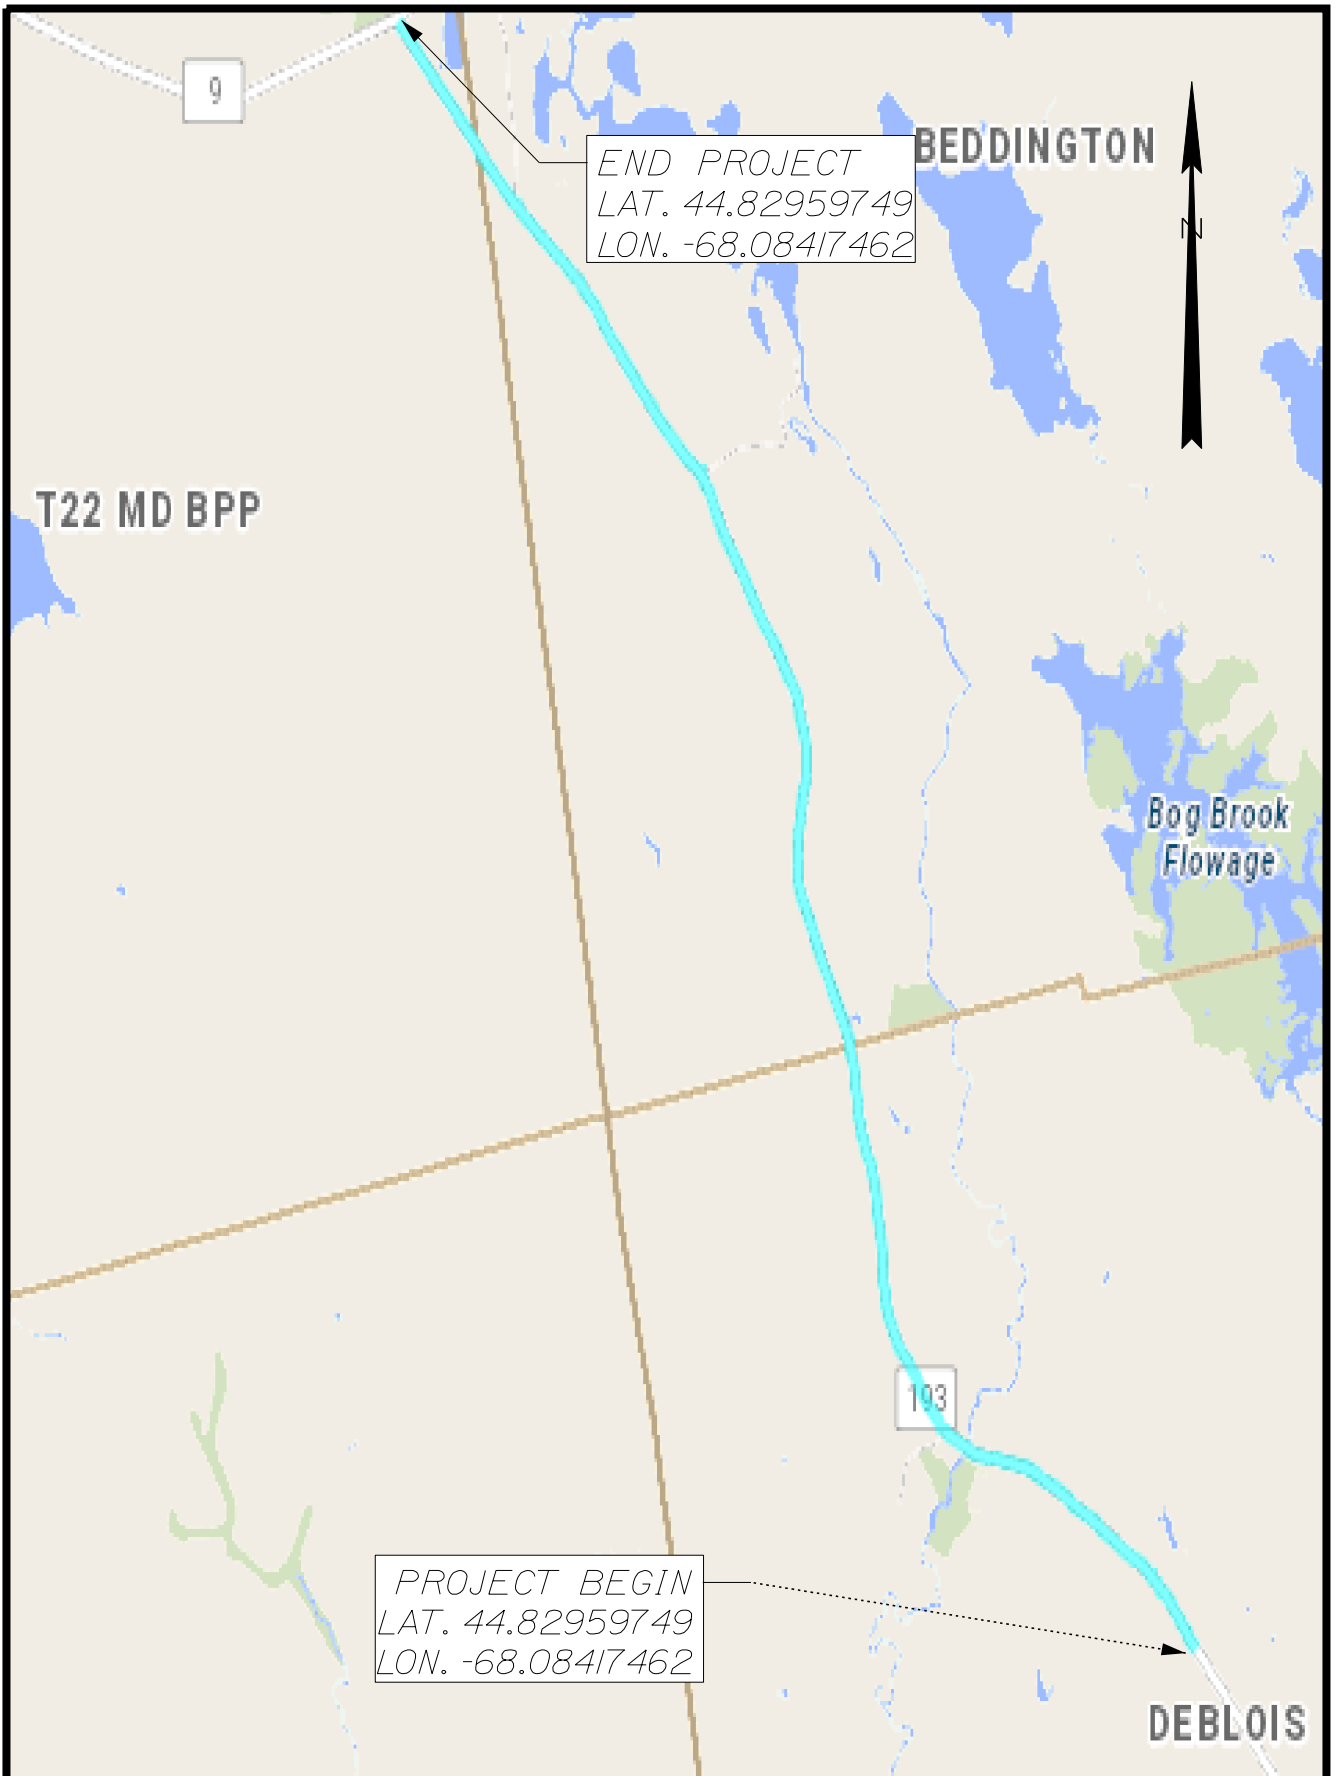 9
BEDDINGTON
END PROJECT
LAT. 44.82959749
LON. -68.08417462
N
T22 MD BPP
Bog Brook
Flowage
193
PROJECT BEGIN
LAT. 44.82959749
LON. -68.08417462
DEBLOIS